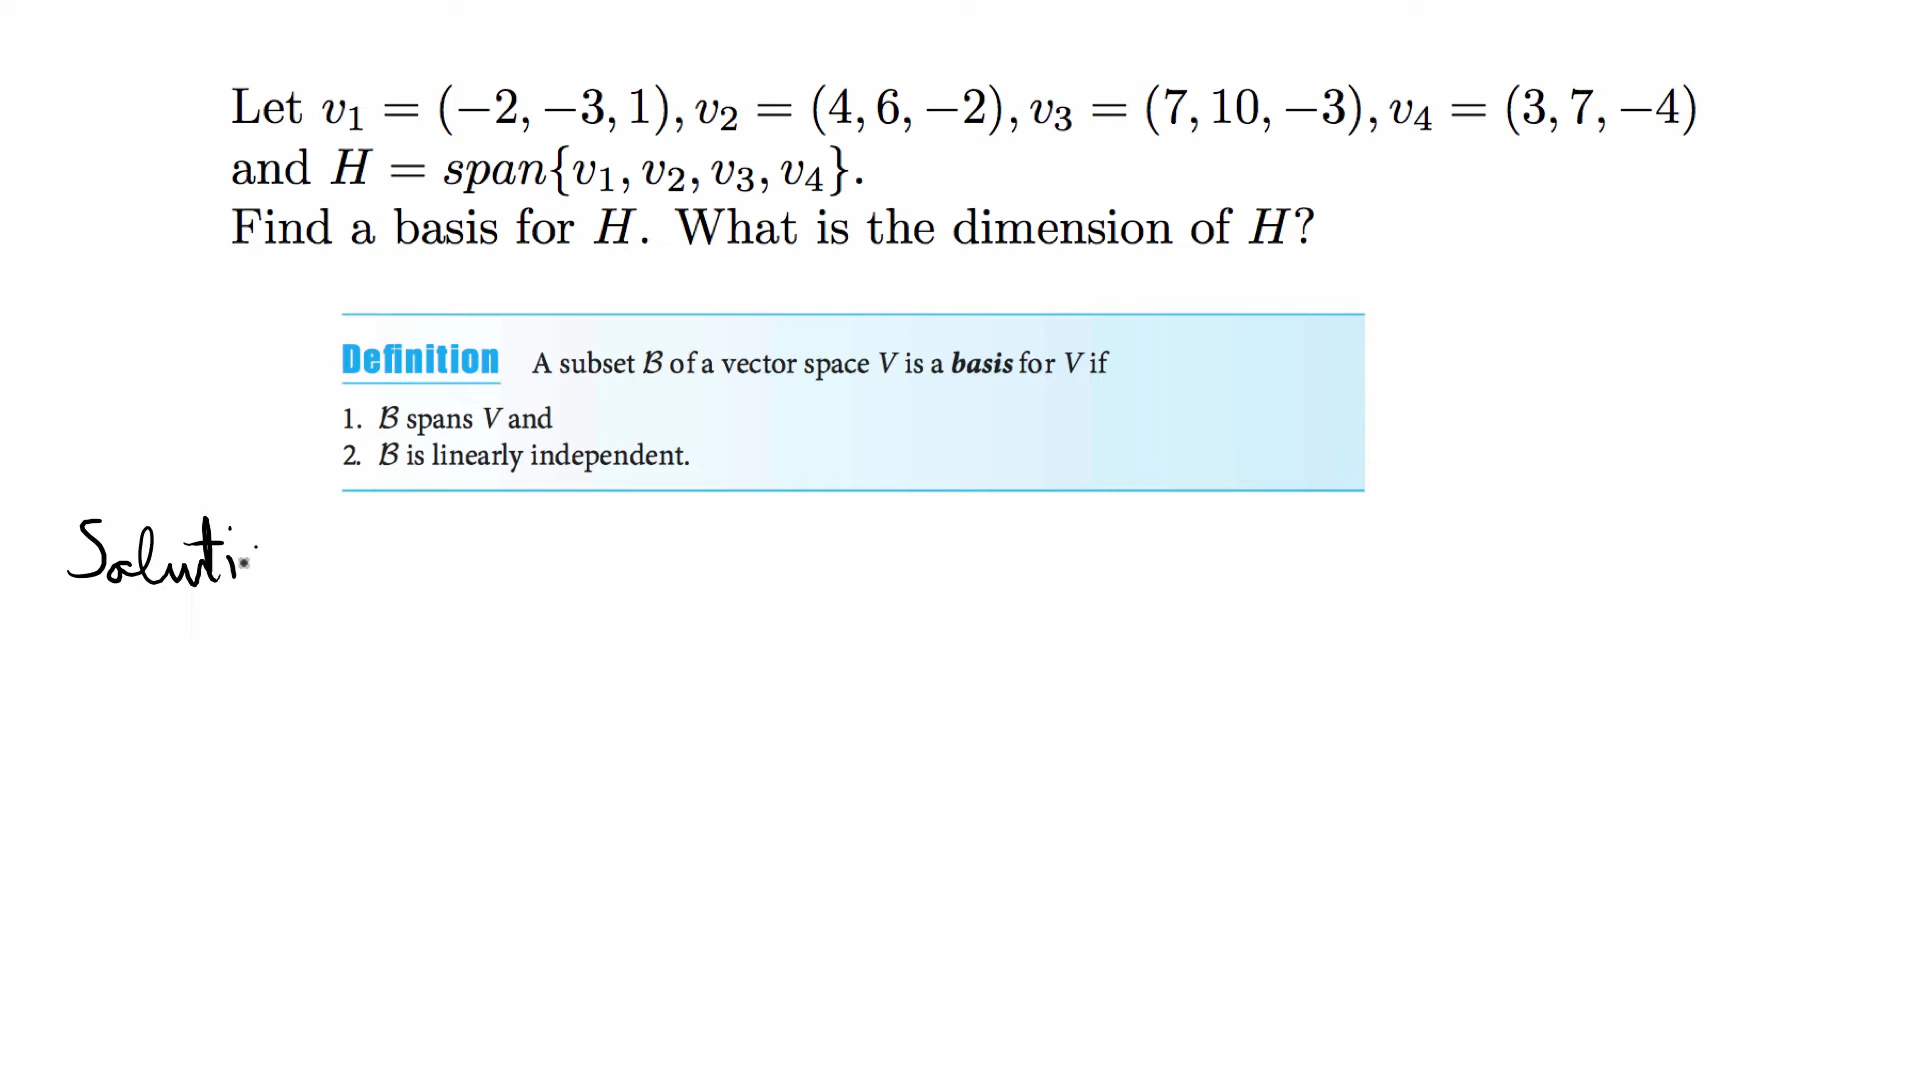 Let v₁ = (−2, −3, 1), v₂ = (4, 6, −2), v₃ = (7, 10, −3), v₄ = (3, 7, −4)
and H = span{v₁, v₂, v₃, v₄}.
Find a basis for H. What is the dimension of H?
Definition A subset ℬ of a vector space V is a basis for V if
1. ℬ spans V and
2. ℬ is linearly independent.
Soluti